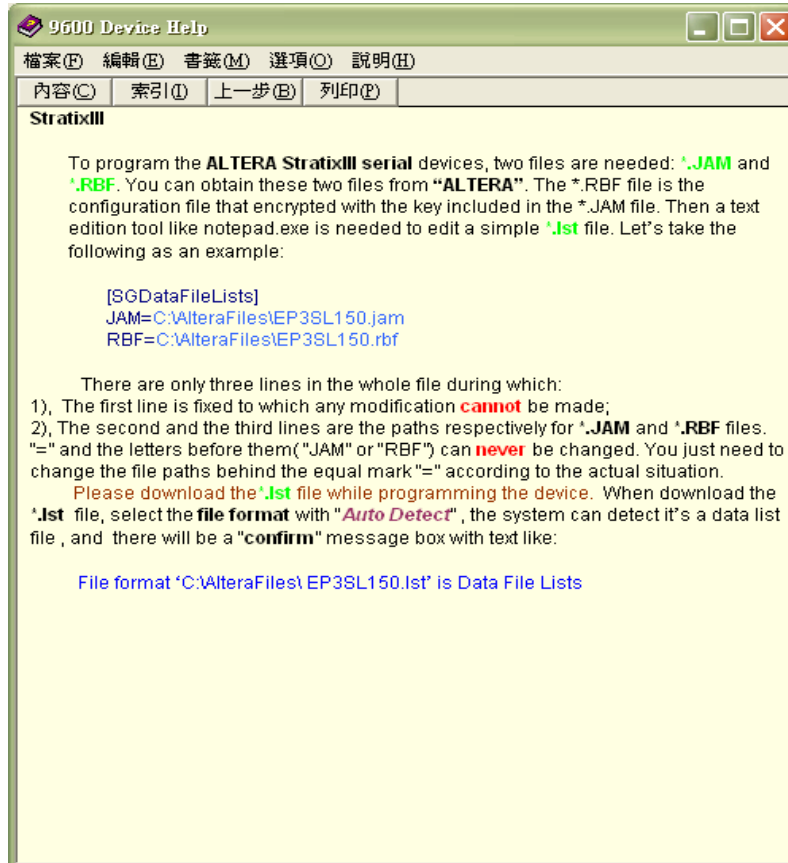 9600 Device Help
檔案(F) 編輯(E) 書籤(M) 選項(O) 說明(H)
內容(C) 索引(I) 上一步(B) 列印(P)
StratixIII
To program the ALTERA StratixIII serial devices, two files are needed: *.JAM and
*.RBF. You can obtain these two files from “ALTERA”. The *.RBF file is the
configuration file that encrypted with the key included in the *.JAM file. Then a text
edition tool like notepad.exe is needed to edit a simple *.lst file. Let’s take the
following as an example:
[SGDataFileLists]
JAM=C:\AlteraFiles\EP3SL150.jam
RBF=C:\AlteraFiles\EP3SL150.rbf
There are only three lines in the whole file during which:
1), The first line is fixed to which any modification cannot be made;
2), The second and the third lines are the paths respectively for *.JAM and *.RBF files.
"=" and the letters before them( "JAM" or "RBF") can never be changed. You just need to
change the file paths behind the equal mark "=" according to the actual situation.
Please download the *.lst file while programming the device. When download the
*.lst file, select the file format with "Auto Detect" , the system can detect it’s a data list
file , and there will be a "confirm" message box with text like:
File format ‘C:\AlteraFiles\ EP3SL150.lst’ is Data File Lists